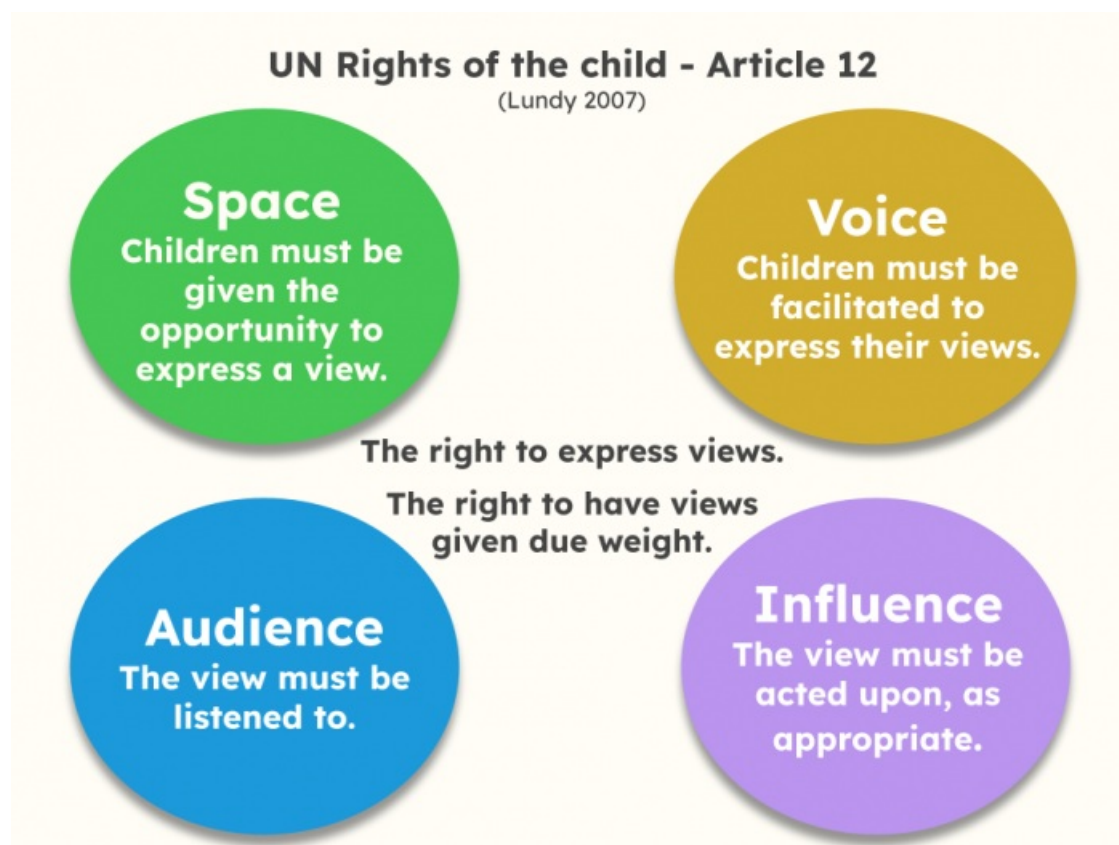 UN Rights of the child - Article 12
(Lundy 2007)
Space
Children must be
given the
opportunity to
express a view.
Voice
Children must be
facilitated to
express their views.
The right to express views.
The right to have views
given due weight.
Audience
The view must be
listened to.
Influence
The view must be
acted upon, as
appropriate.